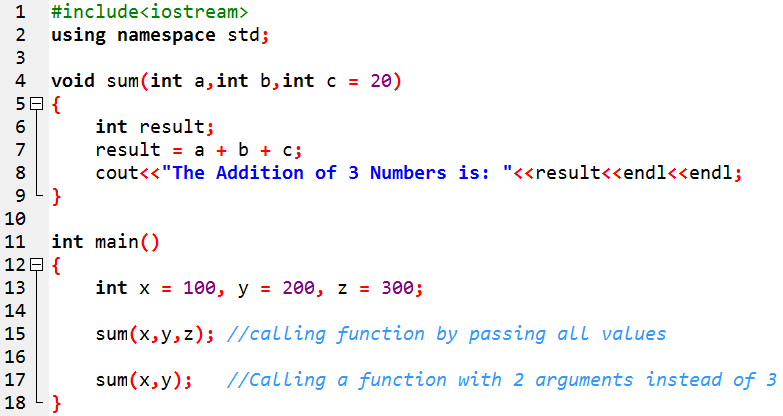 1 #include<iostream>
2 using namespace std;
3
4 void sum(int a,int b,int c = 20)
5 {
6     int result;
7     result = a + b + c;
8     cout<<"The Addition of 3 Numbers is: "<<result<<endl<<endl;
9 }
10
11 int main()
12 {
13     int x = 100, y = 200, z = 300;
14
15     sum(x,y,z); //calling function by passing all values
16
17     sum(x,y);   //Calling a function with 2 arguments instead of 3
18 }